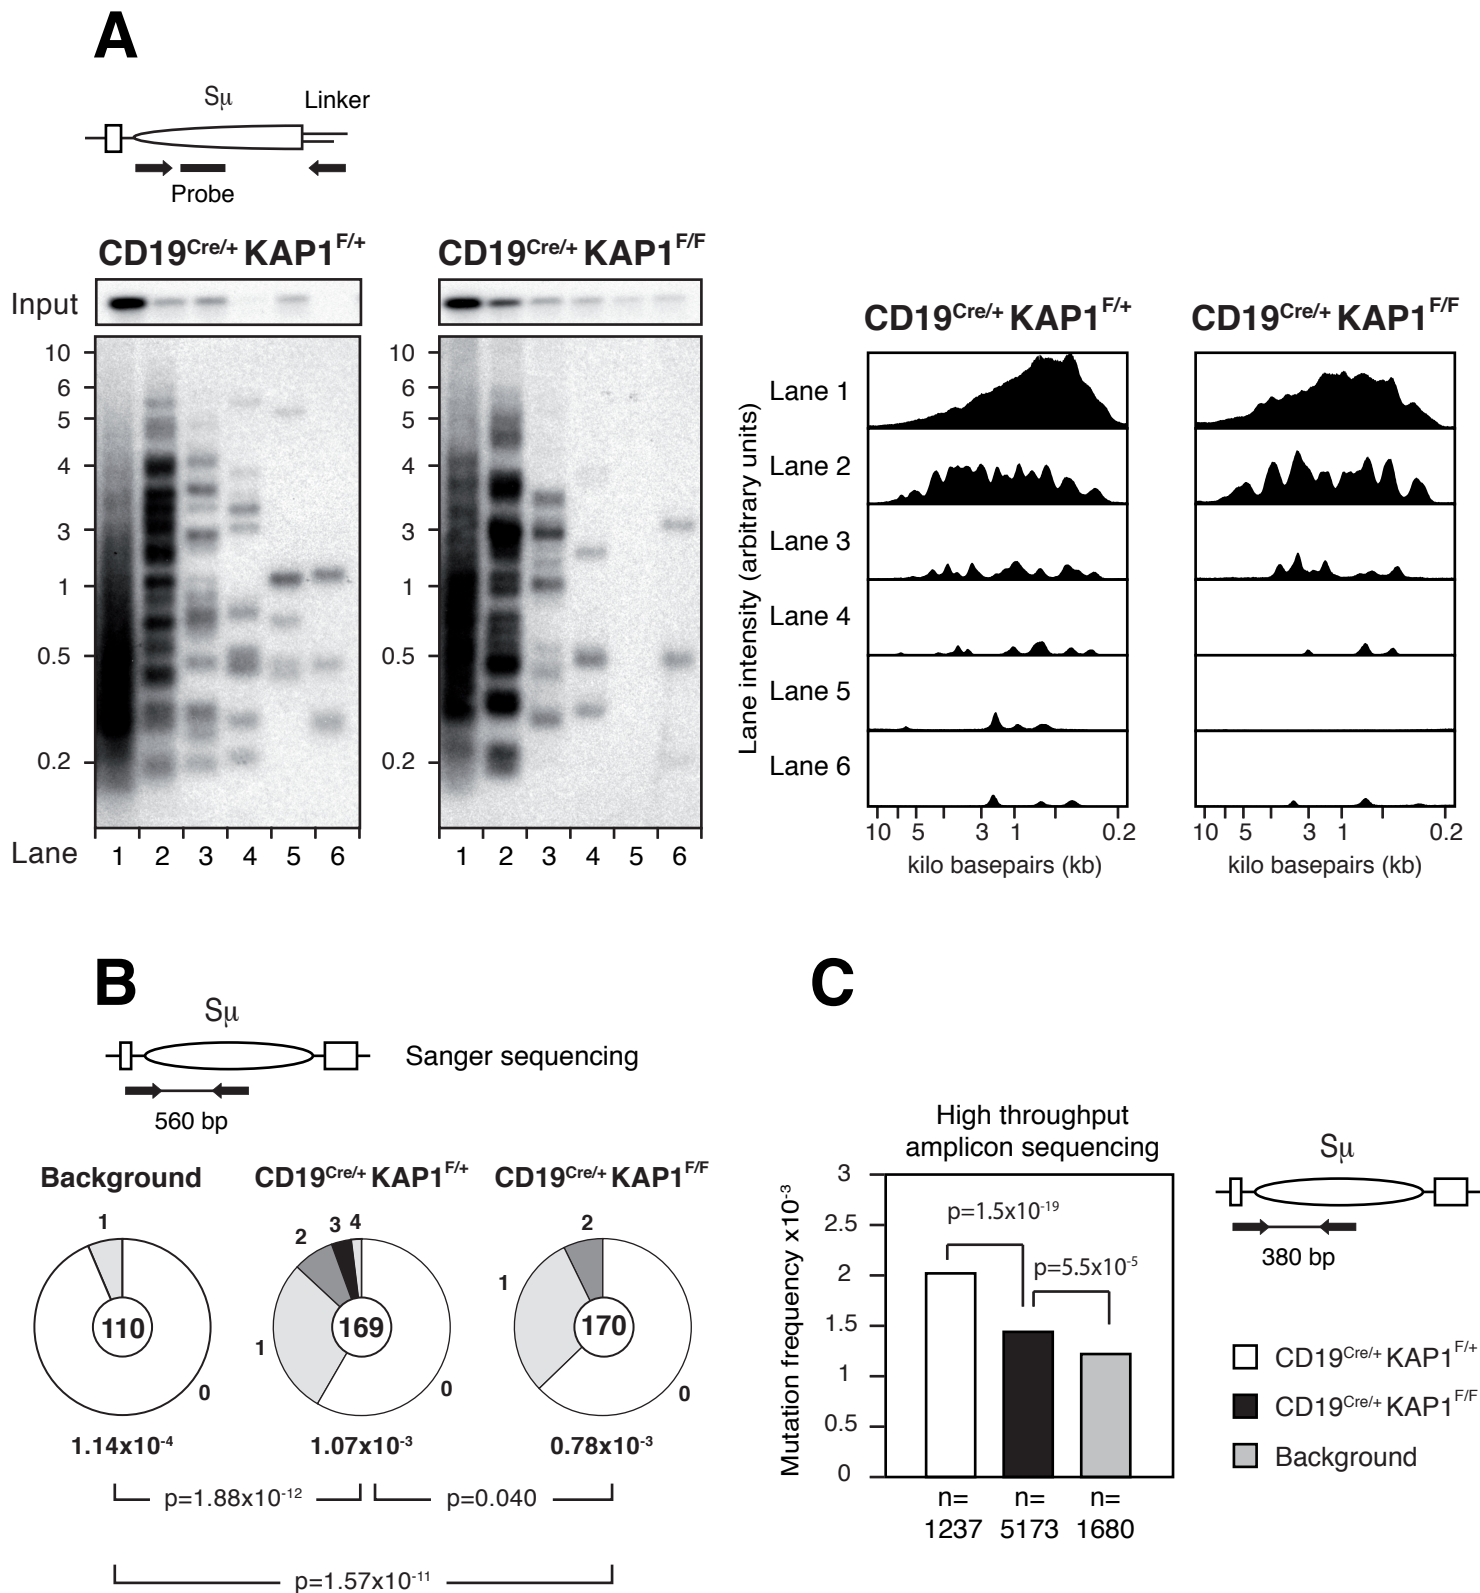 A
Sμ
Linker
Probe
CD19Cre/+ KAP1F/+
CD19Cre/+ KAP1F/F
Input
10
6
5
4
3
1
0.5
0.2
10
6
5
4
3
1
0.5
0.2
Lane 1 2 3 4 5 6
1 2 3 4 5 6
CD19Cre/+ KAP1F/+
CD19Cre/+ KAP1F/F
Lane intensity (arbitrary units)
Lane 1
Lane 2
Lane 3
Lane 4
Lane 5
Lane 6
10 5 3 1 0.2
10 5 3 1 0.2
kilo basepairs (kb)
kilo basepairs (kb)
B
Sμ
Sanger sequencing
560 bp
Background
CD19Cre/+ KAP1F/+
CD19Cre/+ KAP1F/F
1
110
0
1.14x10-4
1
2
3
4
169
0
1.07x10-3
1
2
170
0
0.78x10-3
p=1.88x10-12
p=0.040
p=1.57x10-11
C
High throughput
amplicon sequencing
Mutation frequency x10-3
3
2.5
2
1.5
1
0.5
0
p=1.5x10-19
p=5.5x10-5
n= n= n=
1237 5173 1680
Sμ
380 bp
CD19Cre/+ KAP1F/+
CD19Cre/+ KAP1F/F
Background